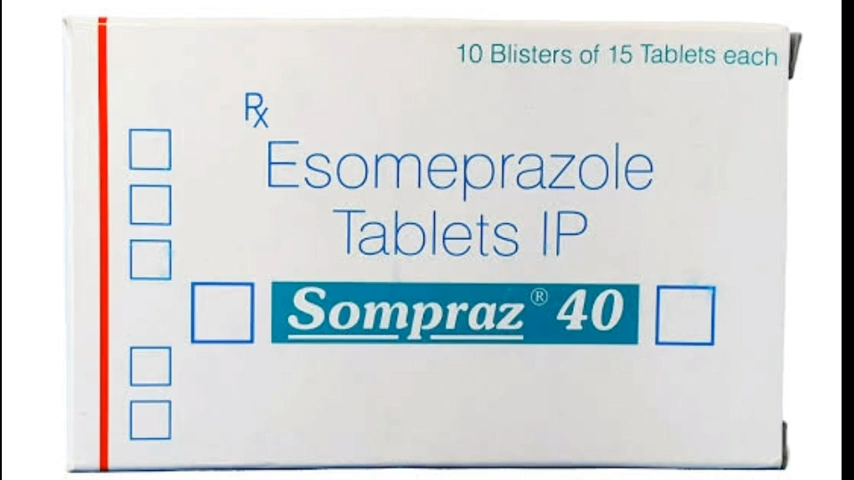 10 Blisters of 15 Tablets each
Rx
Esomeprazole
Tablets IP
Sompraz® 40